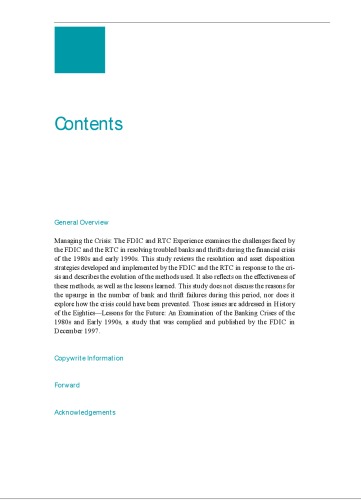 Contents
General Overview
Managing the Crisis: The FDIC and RTC Experience examines the challenges faced by
the FDIC and the RTC in resolving troubled banks and thrifts during the financial crisis
of the 1980s and early 1990s. This study reviews the resolution and asset disposition
strategies developed and implemented by the FDIC and the RTC in response to the cri-
sis and describes the evolution of the methods used. It also reflects on the effectiveness of
these methods, as well as the lessons learned. This study does not discuss the reasons for
the upsurge in the number of bank and thrift failures during this period, nor does it
explore how the crisis could have been prevented. Those issues are addressed in History
of the Eighties—Lessons for the Future: An Examination of the Banking Crises of the
1980s and Early 1990s, a study that was complied and published by the FDIC in
December 1997.
Copywrite Information
Forward
Acknowledgements